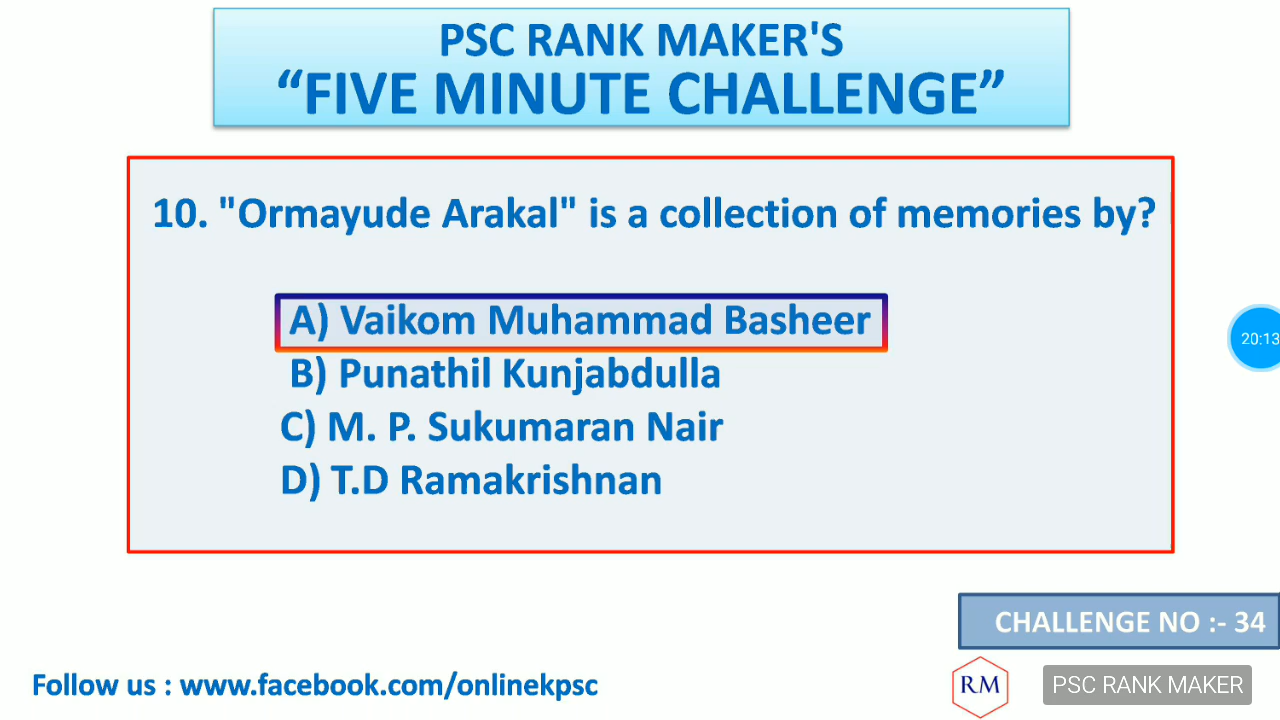 PSC RANK MAKER'S
“FIVE MINUTE CHALLENGE”
10. "Ormayude Arakal" is a collection of memories by?
A) Vaikom Muhammad Basheer
B) Punathil Kunjabdulla
C) M. P. Sukumaran Nair
D) T.D Ramakrishnan
20:13
CHALLENGE NO :- 34
Follow us : www.facebook.com/onlinekpsc
RM
PSC RANK MAKER